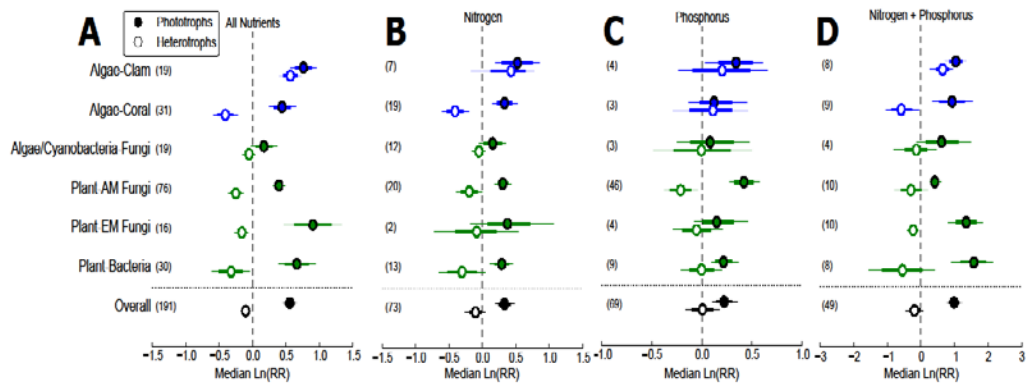 A B C D
Phototrophs
Heterotrophs
All Nutrients
Nitrogen
Phosphorus
Nitrogen + Phosphorus
Algae-Clam (19) (7) (4) (8)
Algae-Coral (31) (19) (3) (9)
Algae/Cyanobacteria Fungi (19) (12) (3) (4)
Plant AM Fungi (76) (20) (46) (10)
Plant EM Fungi (16) (2) (4) (10)
Plant Bacteria (30) (13) (9) (8)
Overall (191) (73) (69) (49)
−1.5 −1.0 −0.5 0.0 0.5 1.0 1.5
−1.5 −1.0 −0.5 0.0 0.5 1.0 1.5
−1.0 −0.5 0.0 0.5 1.0
−3 −2 −1 0 1 2 3
Median Ln(RR) Median Ln(RR) Median Ln(RR) Median Ln(RR)